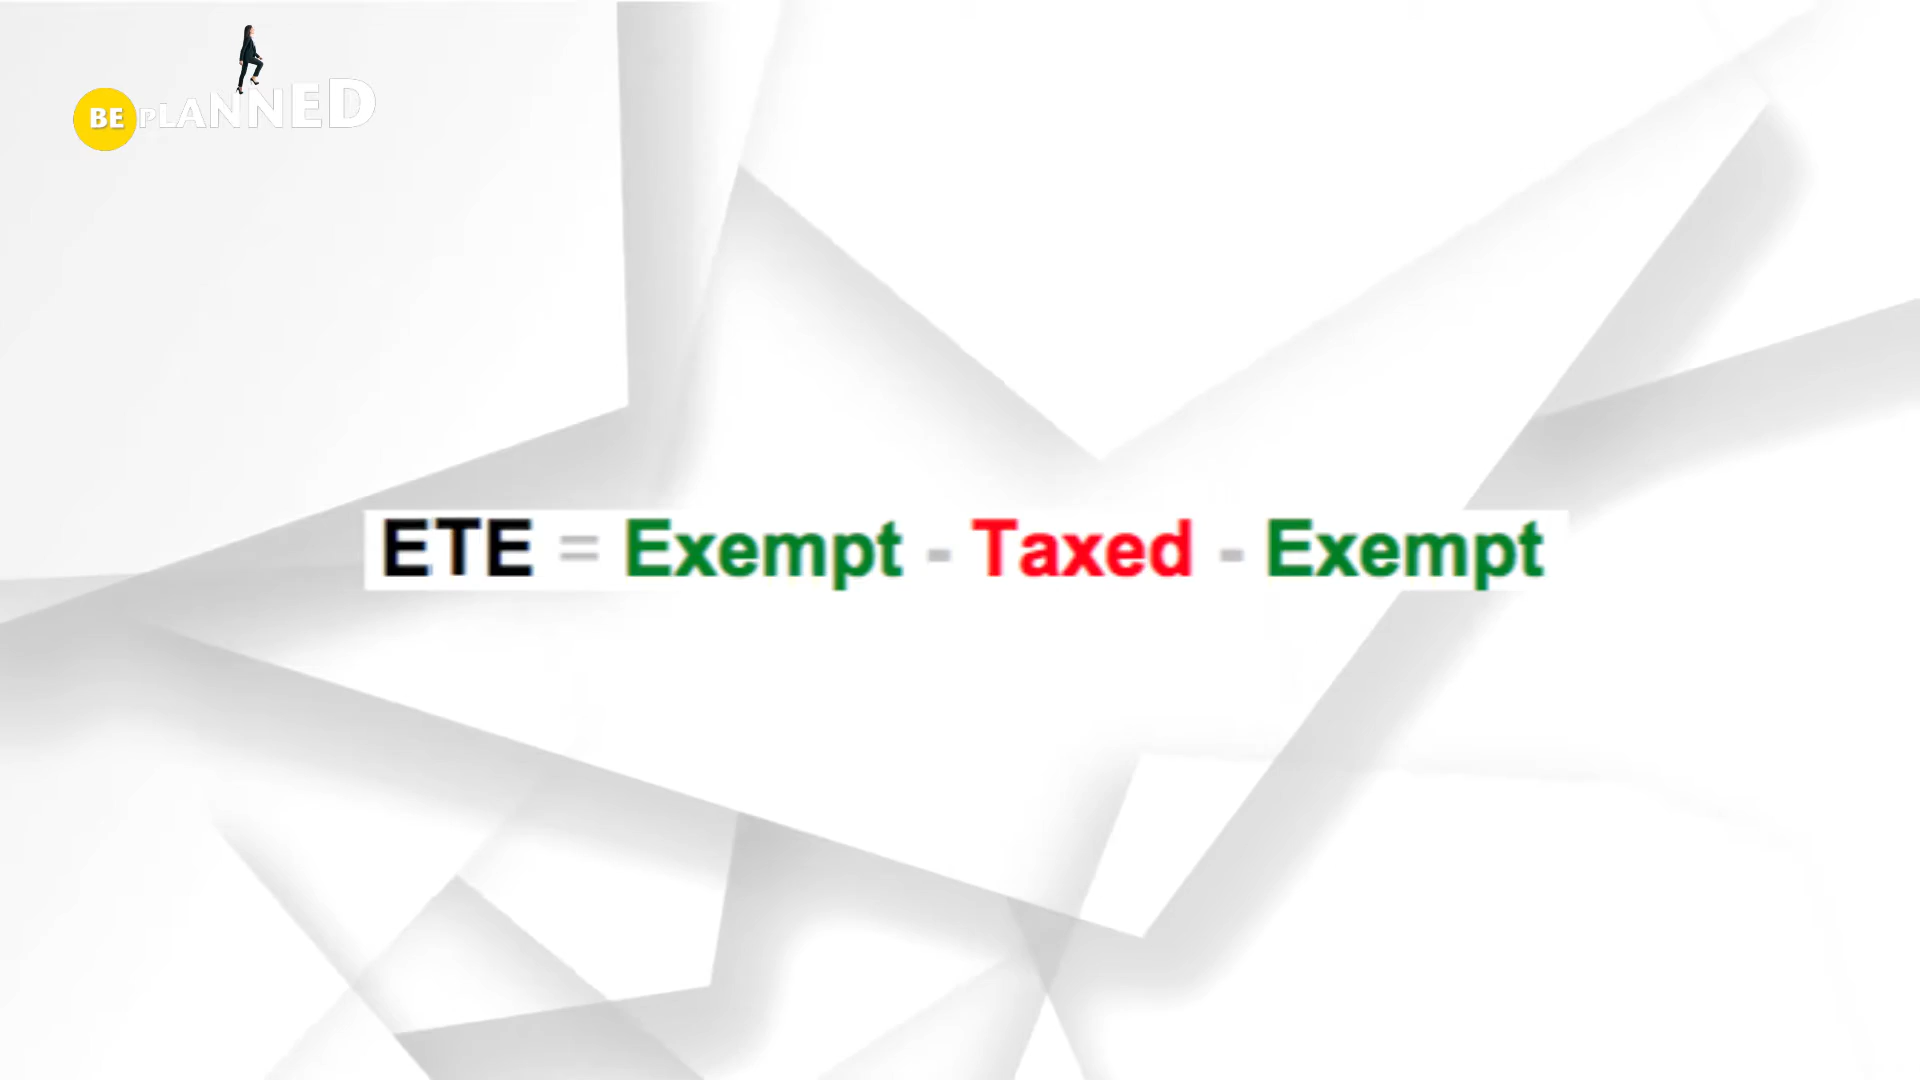 BE PLANNED
ETE = Exempt - Taxed - Exempt